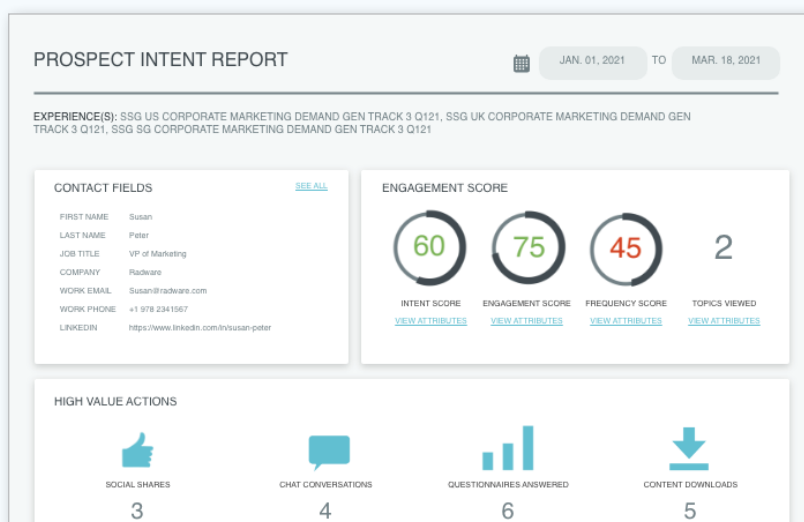 PROSPECT INTENT REPORT
JAN. 01, 2021 TO MAR. 18, 2021
EXPERIENCE(S): SSG US CORPORATE MARKETING DEMAND GEN TRACK 3 Q121, SSG UK CORPORATE MARKETING DEMAND GEN
TRACK 3 Q121, SSG SG CORPORATE MARKETING DEMAND GEN TRACK 3 Q121
CONTACT FIELDS
SEE ALL
FIRST NAME Susan
LAST NAME Peter
JOB TITLE VP of Marketing
COMPANY Radware
WORK EMAIL Susan@radware.com
WORK PHONE +1 978 2341567
LINKEDIN https://www.linkedin.com/in/susan-peter
ENGAGEMENT SCORE
60 75 45 2
INTENT SCORE ENGAGEMENT SCORE FREQUENCY SCORE TOPICS VIEWED
VIEW ATTRIBUTES VIEW ATTRIBUTES VIEW ATTRIBUTES VIEW ATTRIBUTES
HIGH VALUE ACTIONS
SOCIAL SHARES CHAT CONVERSATIONS QUESTIONNAIRES ANSWERED CONTENT DOWNLOADS
3 4 6 5